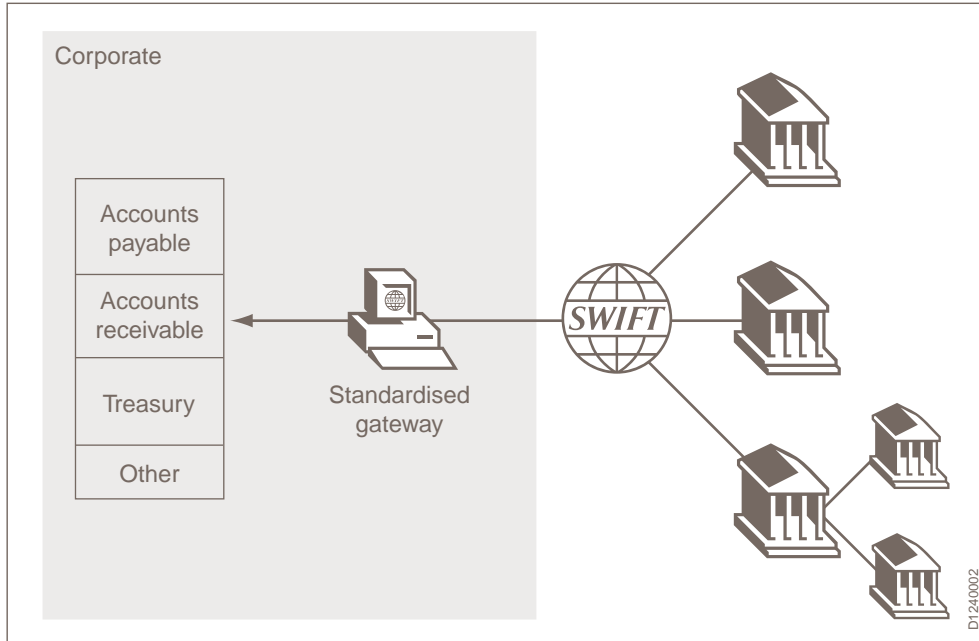 Corporate
Accounts
payable
Accounts
receivable
Treasury
Other
Standardised
gateway
SWIFT
D1240002